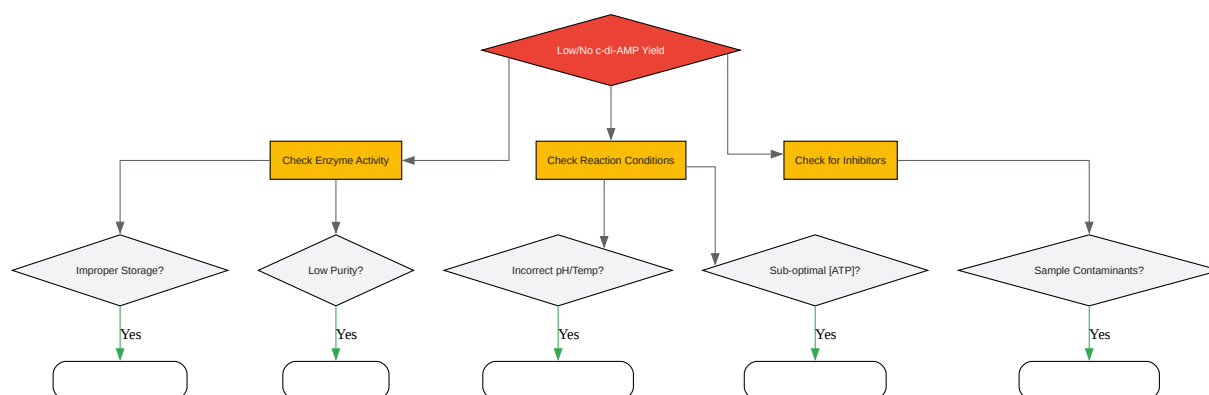 Low/No c-di-AMP Yield
Check Enzyme Activity
Check Reaction Conditions
Check for Inhibitors
Improper Storage?
Low Purity?
Incorrect pH/Temp?
Sub-optimal [ATP]?
Sample Contaminants?
Yes
Yes
Yes
Yes
Yes